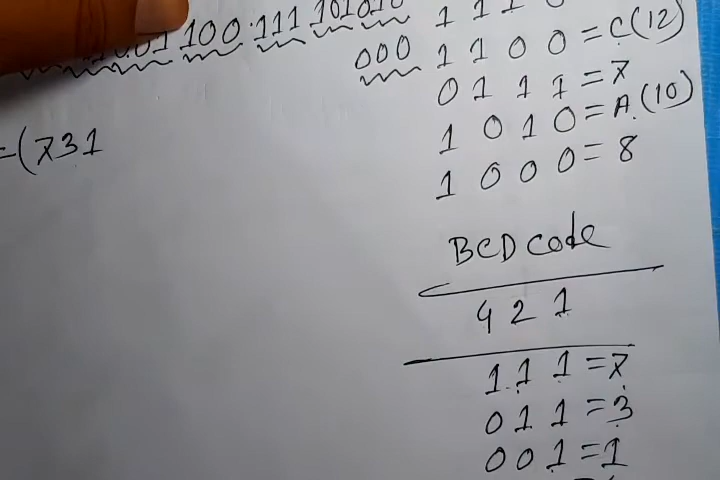 100.111 101010 000
=(731
1 1 0 0 = C(12)
0 1 1 1 = 7
1 0 1 0 = A(10)
1 0 0 0 = 8
BCD code
4 2 1
1 1 1 = 7
0 1 1 = 3
0 0 1 = 1